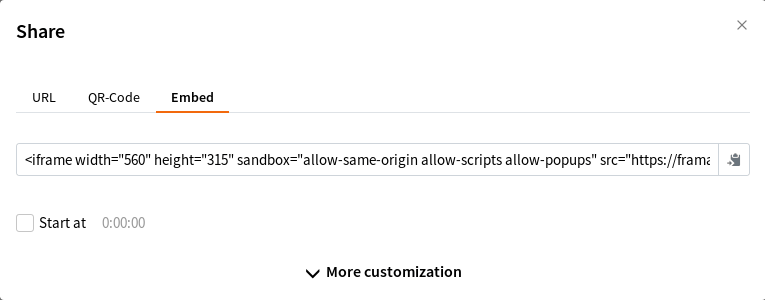 Share
URL QR-Code Embed
<iframe width="560" height="315" sandbox="allow-same-origin allow-scripts allow-popups" src="https://frama
Start at 0:00:00
More customization